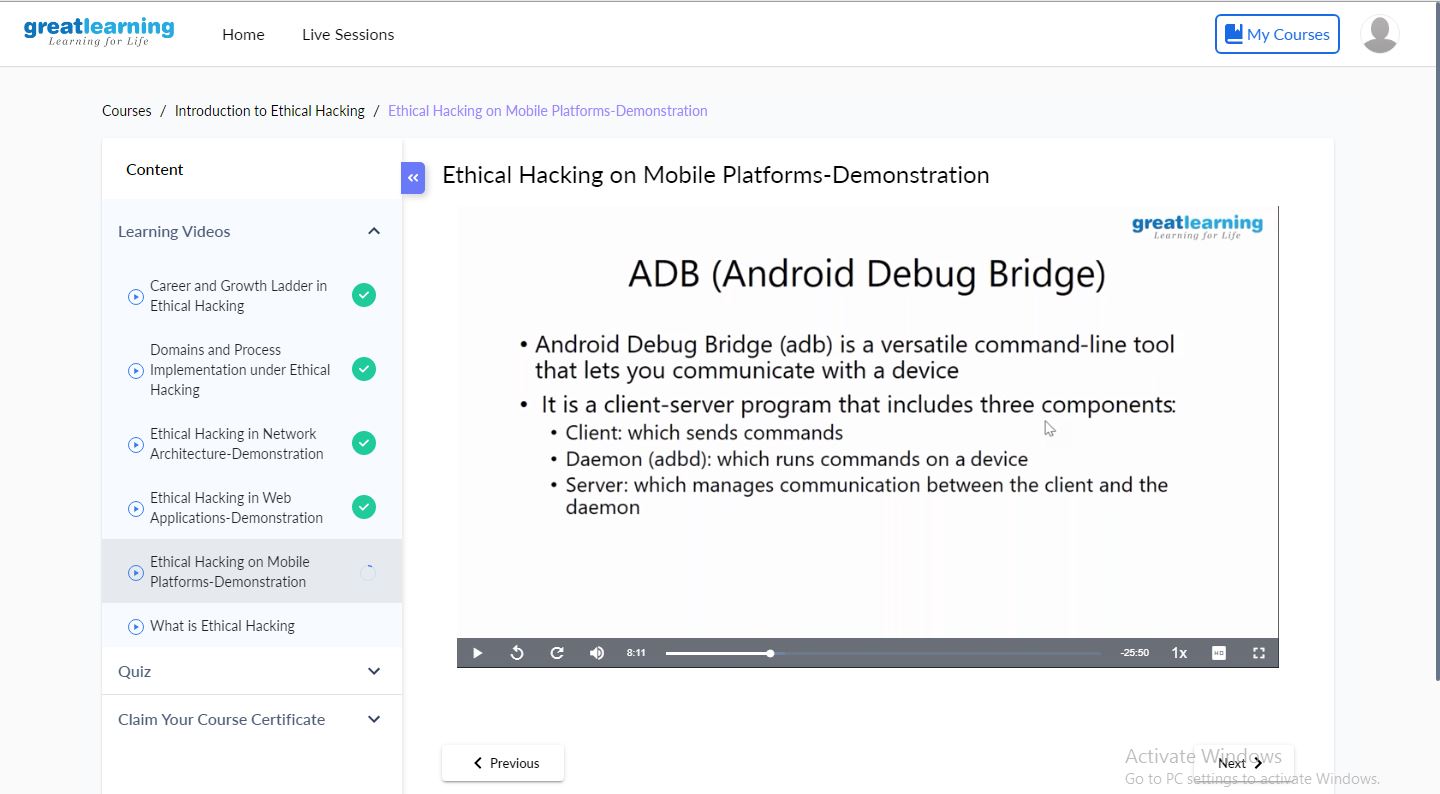 greatlearning
Learning for Life
Home
Live Sessions
My Courses
Courses / Introduction to Ethical Hacking / Ethical Hacking on Mobile Platforms-Demonstration
Content
Learning Videos
Career and Growth Ladder in
Ethical Hacking
Domains and Process
Implementation under Ethical
Hacking
Ethical Hacking in Network
Architecture-Demonstration
Ethical Hacking in Web
Applications-Demonstration
Ethical Hacking on Mobile
Platforms-Demonstration
What is Ethical Hacking
Quiz
Claim Your Course Certificate
Ethical Hacking on Mobile Platforms-Demonstration
greatlearning
Learning for Life
ADB (Android Debug Bridge)
• Android Debug Bridge (adb) is a versatile command-line tool
that lets you communicate with a device
• It is a client-server program that includes three components:
• Client: which sends commands
• Daemon (adbd): which runs commands on a device
• Server: which manages communication between the client and the
daemon
8:11
-25:50
1x
HD
Previous
Next
Activate Windows
Go to PC settings to activate Windows.